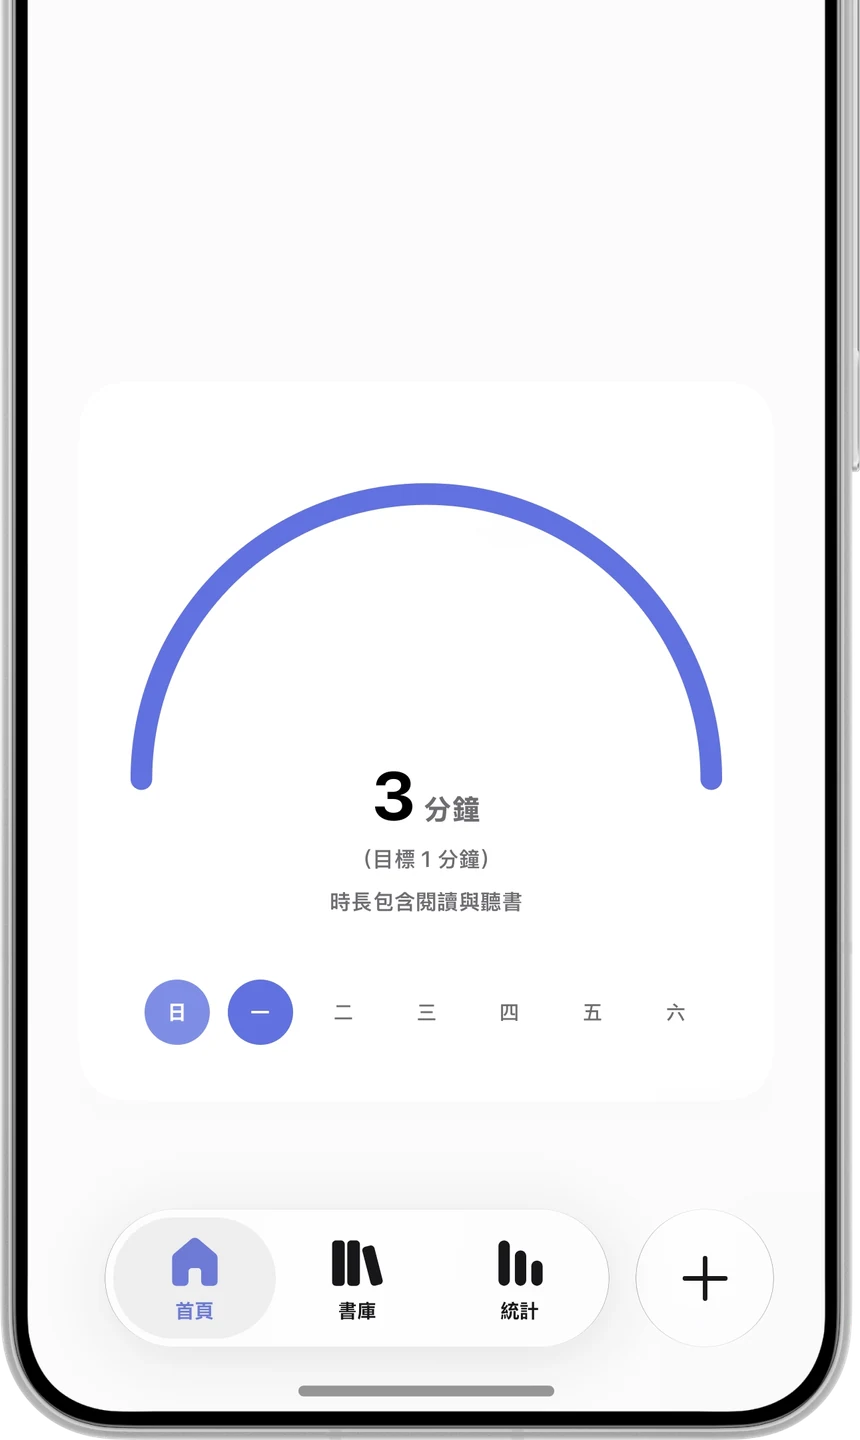 3 分鐘
（目標 1 分鐘）
時長包含閱讀與聽書
日 一 二 三 四 五 六
首頁 書庫 統計